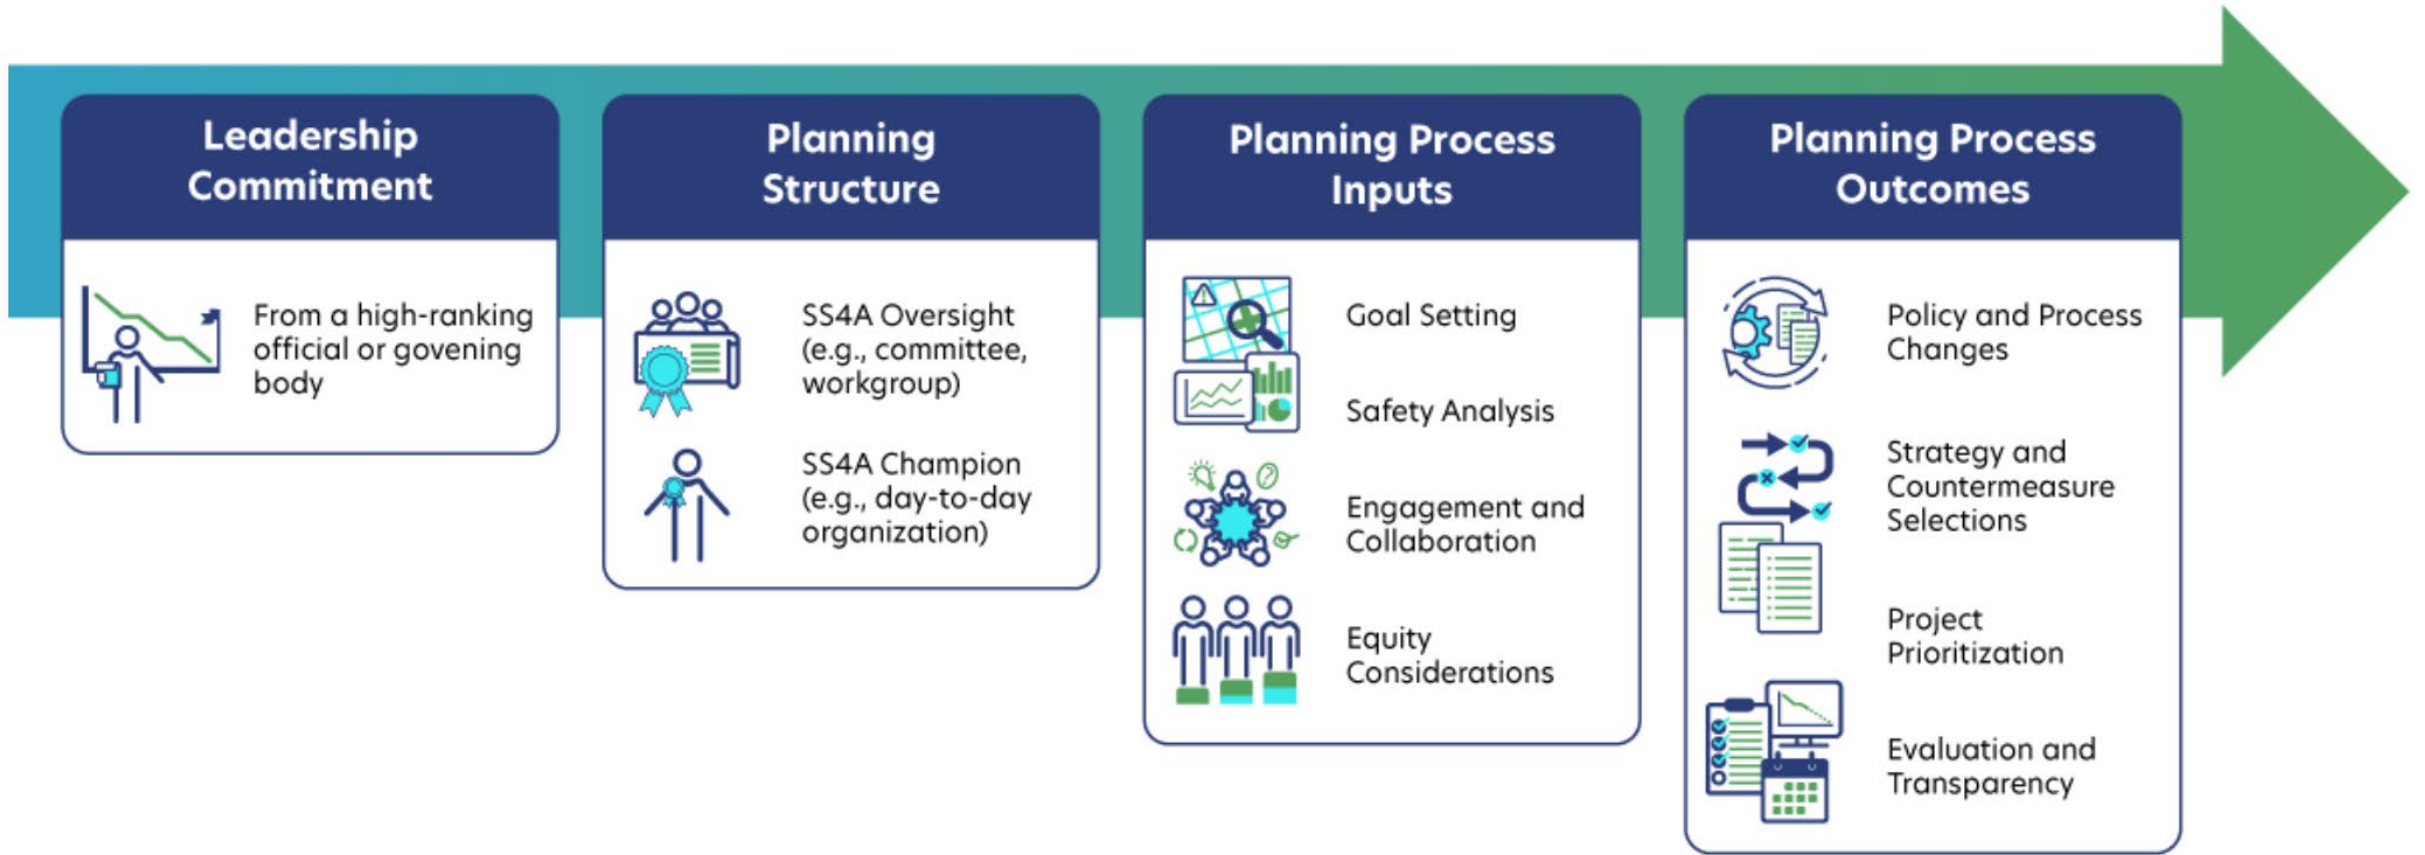 Leadership
Commitment
From a high-ranking
official or govening
body
Planning
Structure
SS4A Oversight
(e.g., committee,
workgroup)
SS4A Champion
(e.g., day-to-day
organization)
Planning Process
Inputs
Goal Setting
Safety Analysis
Engagement and
Collaboration
Equity
Considerations
Planning Process
Outcomes
Policy and Process
Changes
Strategy and
Countermeasure
Selections
Project
Prioritization
Evaluation and
Transparency